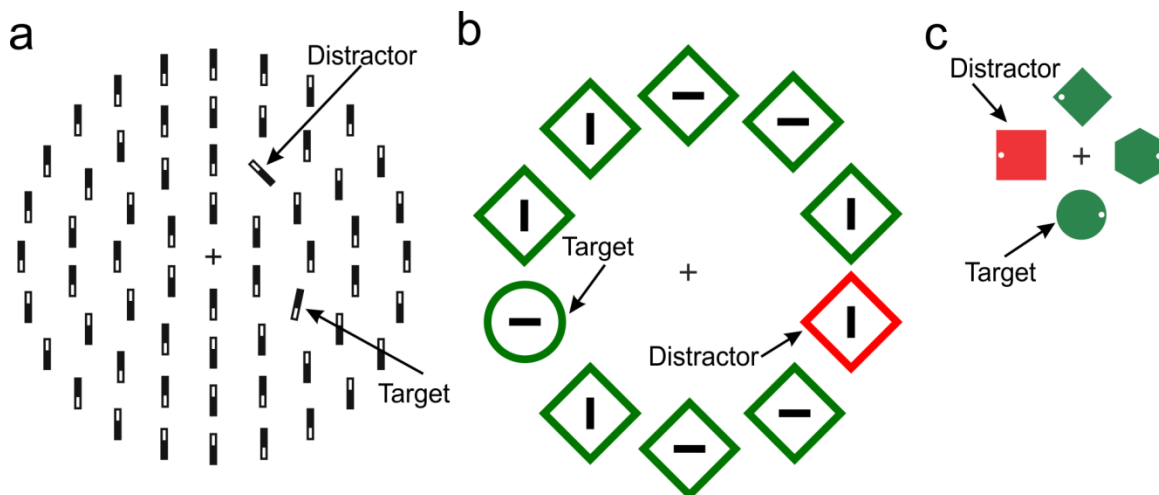 a
Distractor
Target
b
Target
Distractor
c
Distractor
Target